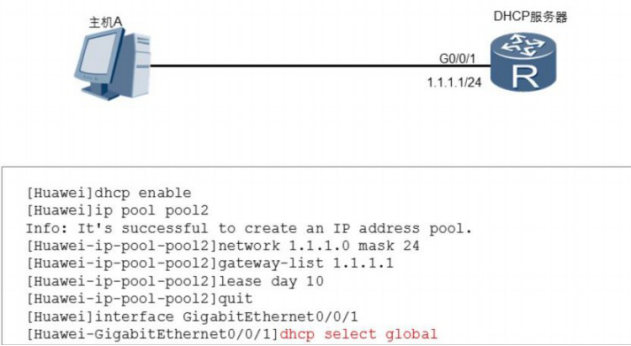 主机A
DHCP服务器
G0/0/1
1.1.1.1/24
R
[Huawei]dhcp enable
[Huawei]ip pool pool2
Info: It's successful to create an IP address pool.
[Huawei-ip-pool-pool2]network 1.1.1.0 mask 24
[Huawei-ip-pool-pool2]gateway-list 1.1.1.1
[Huawei-ip-pool-pool2]lease day 10
[Huawei-ip-pool-pool2]quit
[Huawei]interface GigabitEthernet0/0/1
[Huawei-GigabitEthernet0/0/1]dhcp select global